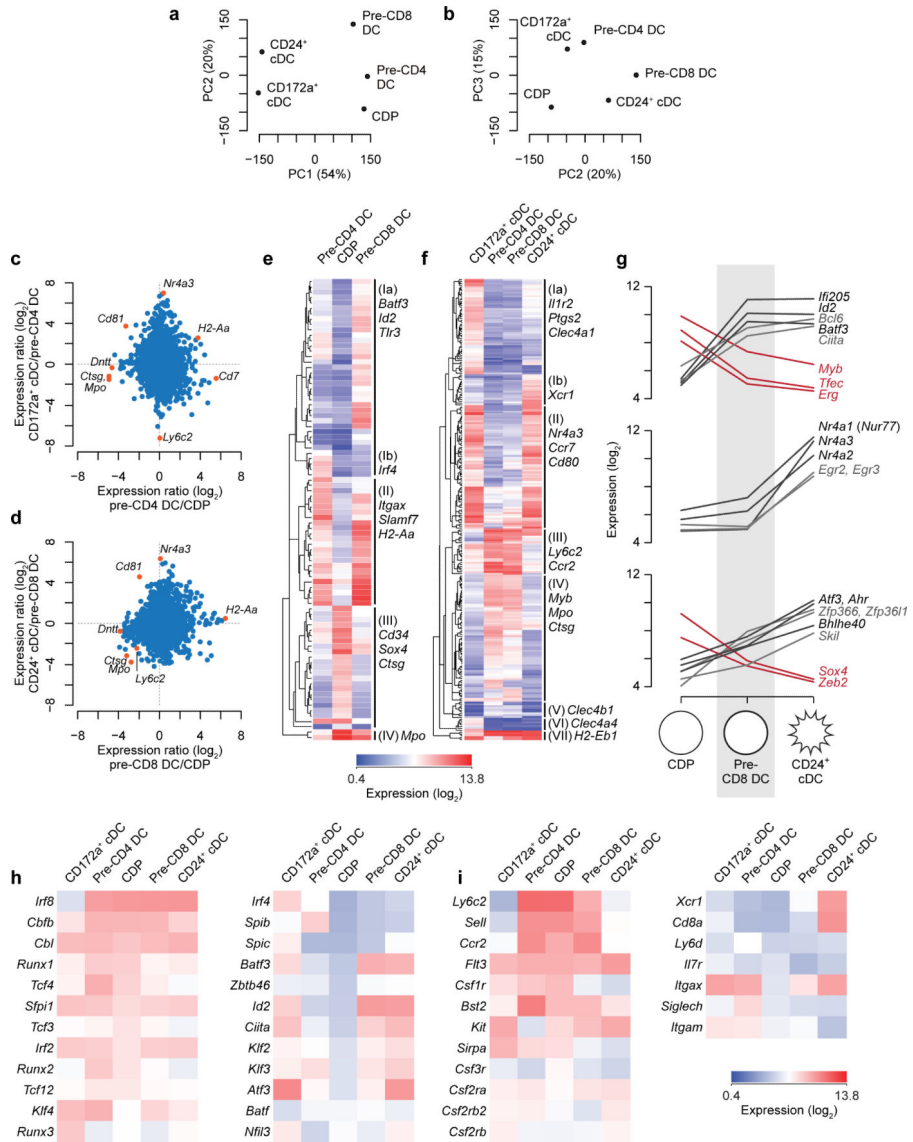 a
PC2 (20%)
150
0
−150
Pre-CD8
DC
CD24⁺
cDC
Pre-CD4
DC
CD172a⁺
cDC
CDP
−150 0 150
PC1 (54%)
b
PC3 (15%)
150
0
−150
CD172a⁺
cDC
Pre-CD4 DC
Pre-CD8 DC
CDP
CD24⁺ cDC
−150 0 150
PC2 (20%)
c
Expression ratio (log₂)
CD172a⁺ cDC/pre-CD4 DC
8
4
0
−4
−8
Nr4a3
Cd81
H2-Aa
Dntt
Ctsg,
Mpo
Cd7
Ly6c2
−8 −4 0 4 8
Expression ratio (log₂)
pre-CD4 DC/CDP
d
Expression ratio (log₂)
CD24⁺ cDC/pre-CD8 DC
8
4
0
−4
−8
Nr4a3
Cd81
H2-Aa
Dntt
Ctsg
Mpo
Ly6c2
−8 −4 0 4 8
Expression ratio (log₂)
pre-CD8 DC/CDP
e
Pre-CD4 DC
CDP
Pre-CD8 DC
(Ia)
Batf3
Id2
Tlr3
(Ib)
Irf4
(II)
Itgax
Slamf7
H2-Aa
(III)
Cd34
Sox4
Ctsg
(IV) Mpo
f
CD172a⁺ cDC
Pre-CD4 DC
Pre-CD8 DC
CD24⁺ cDC
(Ia)
Il1r2
Ptgs2
Clec4a1
(Ib)
Xcr1
(II)
Nr4a3
Ccr7
Cd80
(III)
Ly6c2
Ccr2
(IV)
Myb
Mpo
Ctsg
(V) Clec4b1
(VI) Clec4a4
(VII) H2-Eb1
0.4 13.8
Expression (log₂)
g
Expression (log₂)
12
4
Ifi205
Id2
Bcl6
Batf3
Ciita
Myb
Tfec
Erg
12
4
Nr4a1 (Nur77)
Nr4a3
Nr4a2
Egr2, Egr3
12
4
Atf3, Ahr
Zfp366, Zfp36l1
Bhlhe40
Skil
Sox4
Zeb2
CDP
Pre-
CD8 DC
CD24⁺
cDC
h
CD172a⁺ cDC
Pre-CD4 DC
CDP
Pre-CD8 DC
CD24⁺ cDC
Irf8
Cbfb
Cbl
Runx1
Tcf4
Sfpi1
Tcf3
Irf2
Runx2
Tcf12
Klf4
Runx3
CD172a⁺ cDC
Pre-CD4 DC
CDP
Pre-CD8 DC
CD24⁺ cDC
Irf4
Spib
Spic
Batf3
Zbtb46
Id2
Ciita
Klf2
Klf3
Atf3
Batf
Nfil3
i
CD172a⁺ cDC
Pre-CD4 DC
CDP
Pre-CD8 DC
CD24⁺ cDC
Ly6c2
Sell
Ccr2
Flt3
Csf1r
Bst2
Kit
Sirpa
Csf3r
Csf2ra
Csf2rb2
Csf2rb
CD172a⁺ cDC
Pre-CD4 DC
CDP
Pre-CD8 DC
CD24⁺ cDC
Xcr1
Cd8a
Ly6d
Il7r
Itgax
Siglech
Itgam
0.4 13.8
Expression (log₂)